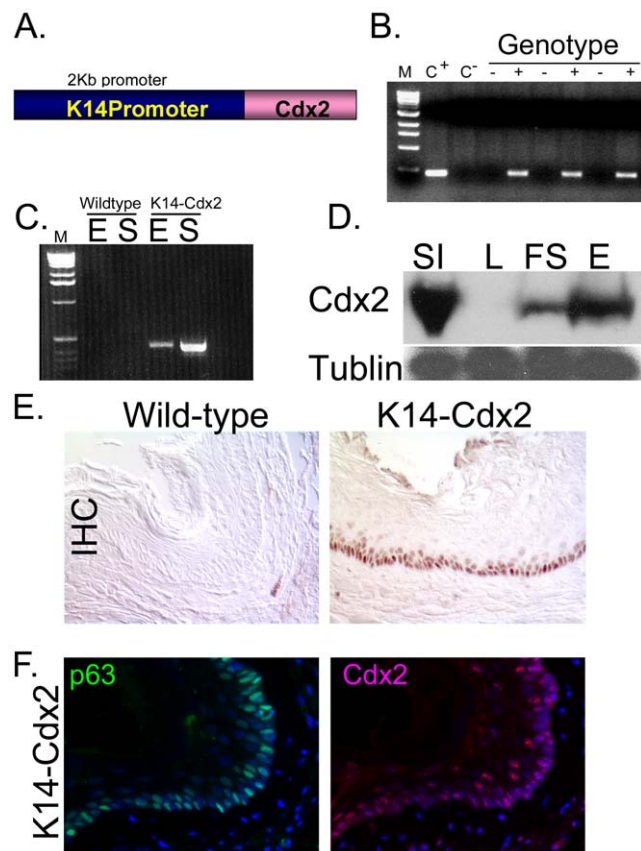 A.
2Kb promoter
K14Promoter Cdx2
B.
Genotype
M C+ C- - + - + - +
C.
Wildtype K14-Cdx2
M E S E S
D.
SI L FS E
Cdx2
Tublin
E.
Wild-type K14-Cdx2
IHC
F.
K14-Cdx2
p63 Cdx2